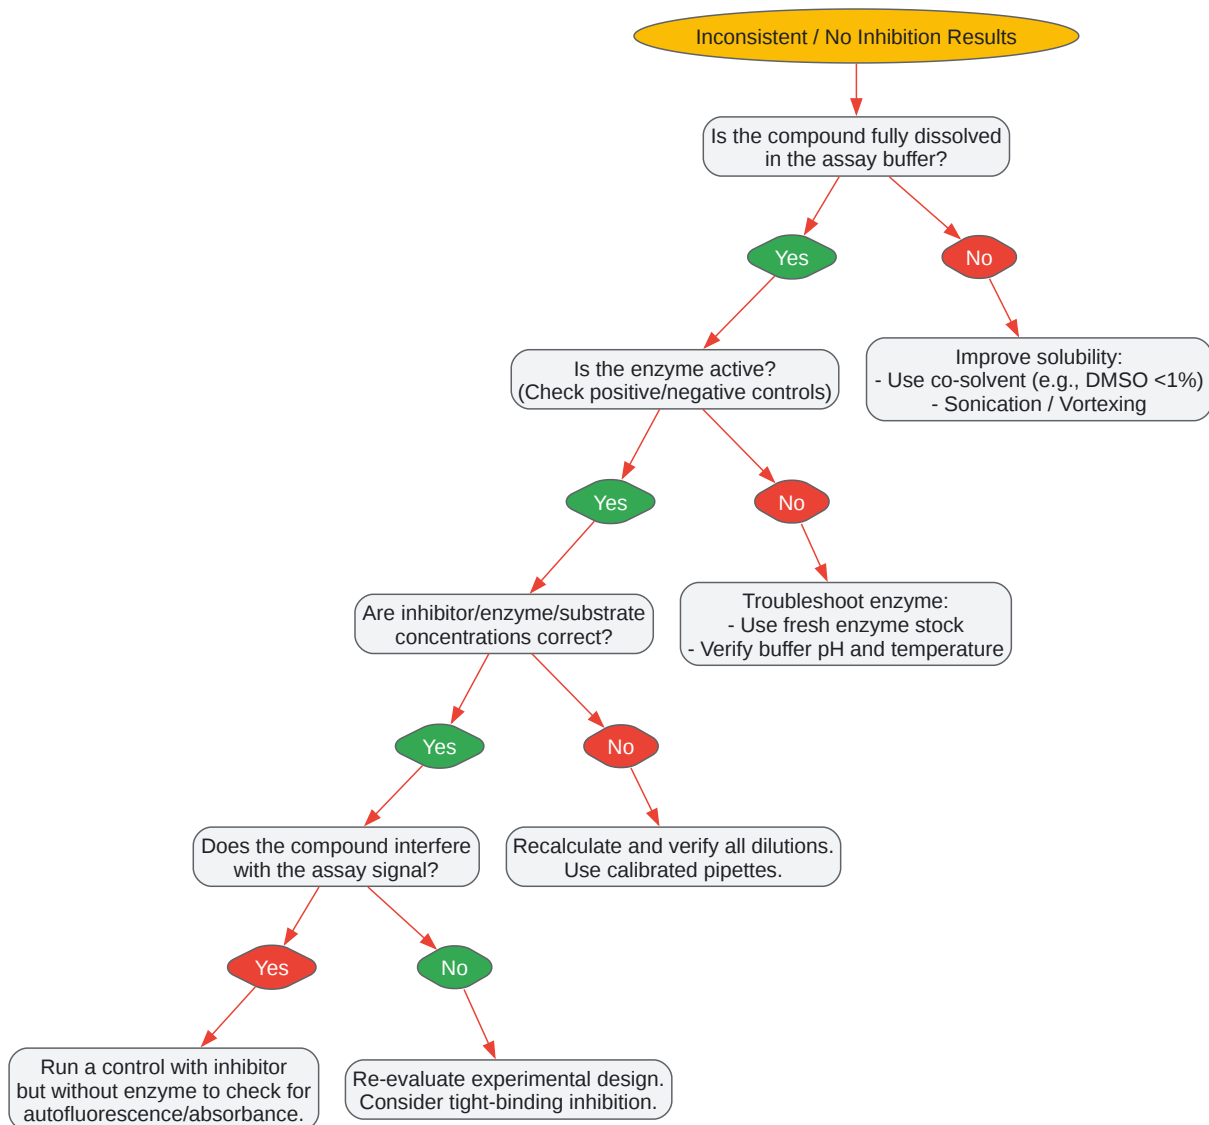 Inconsistent / No Inhibition Results
Is the compound fully dissolved
in the assay buffer?
Yes
No
Is the enzyme active?
(Check positive/negative controls)
Improve solubility:
- Use co-solvent (e.g., DMSO <1%)
- Sonication / Vortexing
Yes
No
Are inhibitor/enzyme/substrate
concentrations correct?
Troubleshoot enzyme:
- Use fresh enzyme stock
- Verify buffer pH and temperature
Yes
No
Does the compound interfere
with the assay signal?
Recalculate and verify all dilutions.
Use calibrated pipettes.
Yes
No
Run a control with inhibitor
but without enzyme to check for
autofluorescence/absorbance.
Re-evaluate experimental design.
Consider tight-binding inhibition.